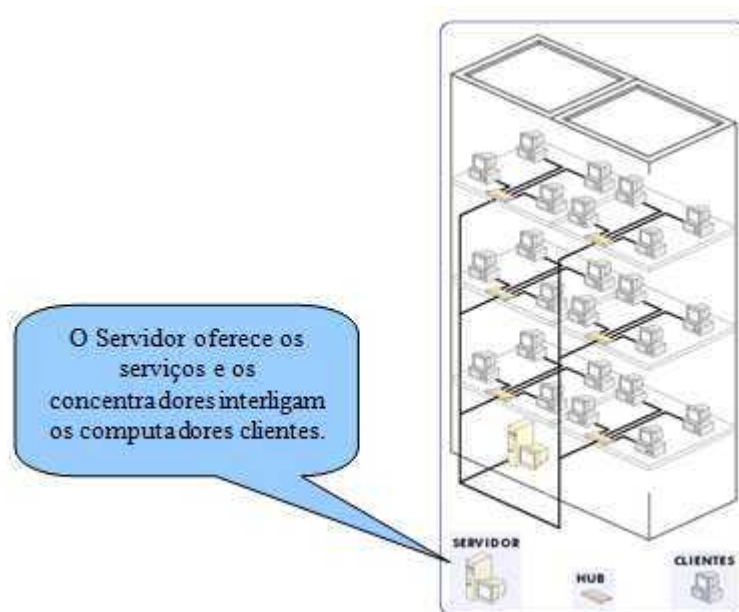 O Servidor oferece os
serviços e os
concentradores interligam
os computadores clientes.
SERVIDOR
HUB
CLIENTES